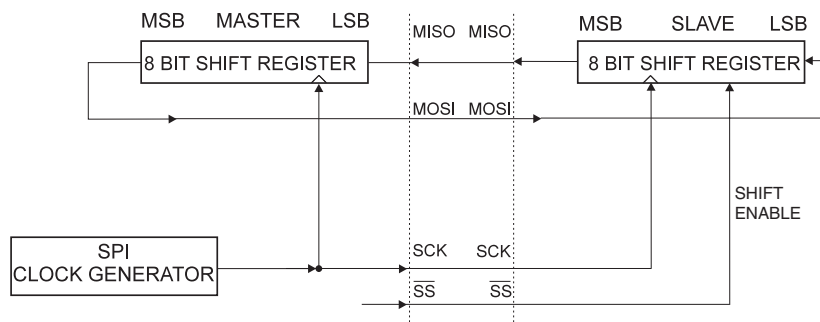 MSB MASTER LSB
MISO MISO
MSB SLAVE LSB
8 BIT SHIFT REGISTER
8 BIT SHIFT REGISTER
MOSI MOSI
SHIFT
ENABLE
SPI
CLOCK GENERATOR
SCK SCK
SS SS